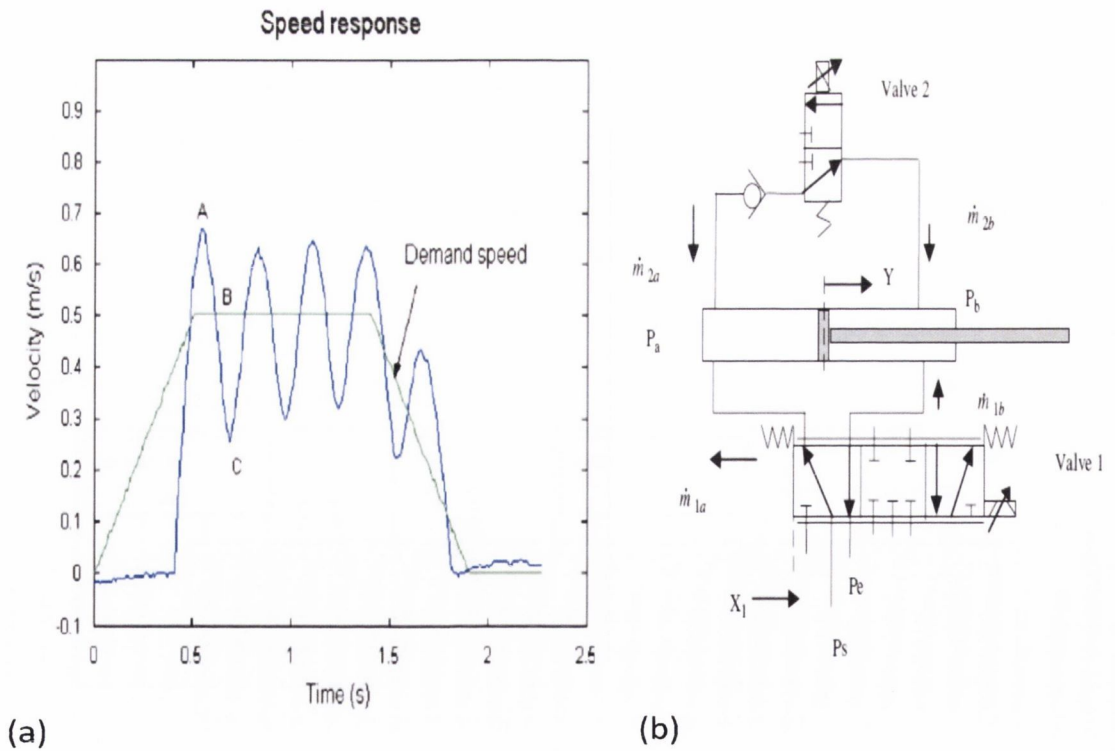 Speed response
0.9
0.8
0.7
0.6
0.5
0.4
0.3
0.2
0.1
0
-0.1
Velocity (m/s)
A
B
C
Demand speed
0 0.5 1 1.5 2 2.5
Time (s)
(a)
Valve 2
ṁ2a
ṁ2b
Y
Pa
Pb
ṁ1b
Valve 1
ṁ1a
X1
Pe
Ps
(b)